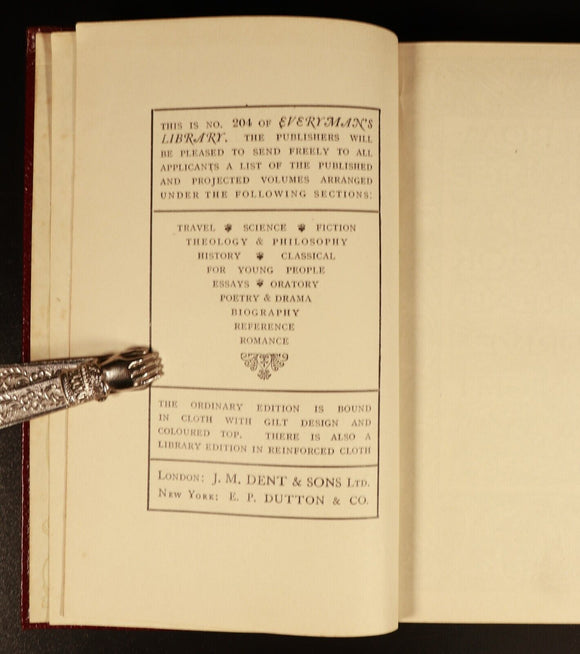 THIS IS NO. 204 OF EVERYMAN'S
LIBRARY. THE PUBLISHERS WILL
BE PLEASED TO SEND FREELY TO ALL
APPLICANTS A LIST OF THE PUBLISHED
AND PROJECTED VOLUMES ARRANGED
UNDER THE FOLLOWING SECTIONS:
TRAVEL SCIENCE FICTION
THEOLOGY & PHILOSOPHY
HISTORY CLASSICAL
FOR YOUNG PEOPLE
ESSAYS ORATORY
POETRY & DRAMA
BIOGRAPHY
REFERENCE
ROMANCE
THE ORDINARY EDITION IS BOUND
IN CLOTH WITH GILT DESIGN AND
COLOURED TOP. THERE IS ALSO A
LIBRARY EDITION IN REINFORCED CLOTH
LONDON: J. M. DENT & SONS LTD.
NEW YORK: E. P. DUTTON & CO.